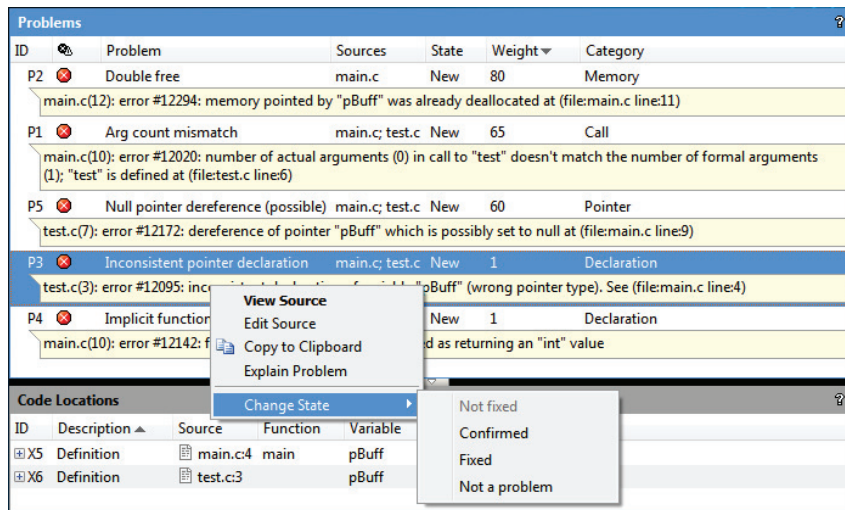 Problems ?
ID Problem Sources State Weight Category
P2 Double free main.c New 80 Memory
main.c(12): error #12294: memory pointed by "pBuff" was already deallocated at (file:main.c line:11)
P1 Arg count mismatch main.c; test.c New 65 Call
main.c(10): error #12020: number of actual arguments (0) in call to "test" doesn't match the number of formal arguments
(1); "test" is defined at (file:test.c line:6)
P5 Null pointer dereference (possible) main.c; test.c New 60 Pointer
test.c(7): error #12172: dereference of pointer "pBuff" which is possibly set to null at (file:main.c line:9)
P3 Inconsistent pointer declaration main.c; test.c New 1 Declaration
test.c(3): error #12095: "pBuff" (wrong pointer type). See (file:main.c line:4)
View Source
P4 Implicit function New 1 Declaration
Edit Source
main.c(10): error #12142: as returning an "int" value
Copy to Clipboard
Explain Problem
Change State
Not fixed
Confirmed
Fixed
Not a problem
Code Locations ?
ID Description Source Function Variable
X5 Definition main.c:4 main pBuff
X6 Definition test.c:3 pBuff